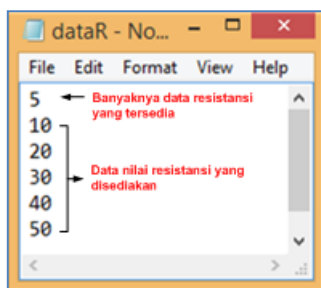 dataR - No...
File Edit Format View Help
5 Banyaknya data resistansi
yang tersedia
10
20
30 Data nilai resistansi yang
disediakan
40
50